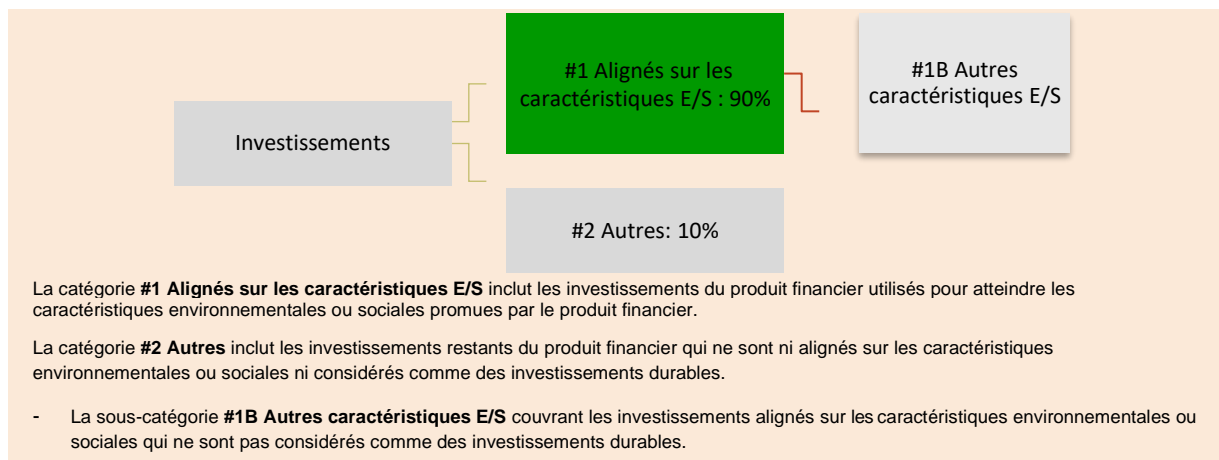 #1 Alignés sur les
caractéristiques E/S : 90%
#1B Autres
caractéristiques E/S
Investissements
#2 Autres: 10%
La catégorie #1 Alignés sur les caractéristiques E/S inclut les investissements du produit financier utilisés pour atteindre les
caractéristiques environnementales ou sociales promues par le produit financier.
La catégorie #2 Autres inclut les investissements restants du produit financier qui ne sont ni alignés sur les caractéristiques
environnementales ou sociales ni considérés comme des investissements durables.
- La sous-catégorie #1B Autres caractéristiques E/S couvrant les investissements alignés sur les caractéristiques environnementales ou
sociales qui ne sont pas considérés comme des investissements durables.